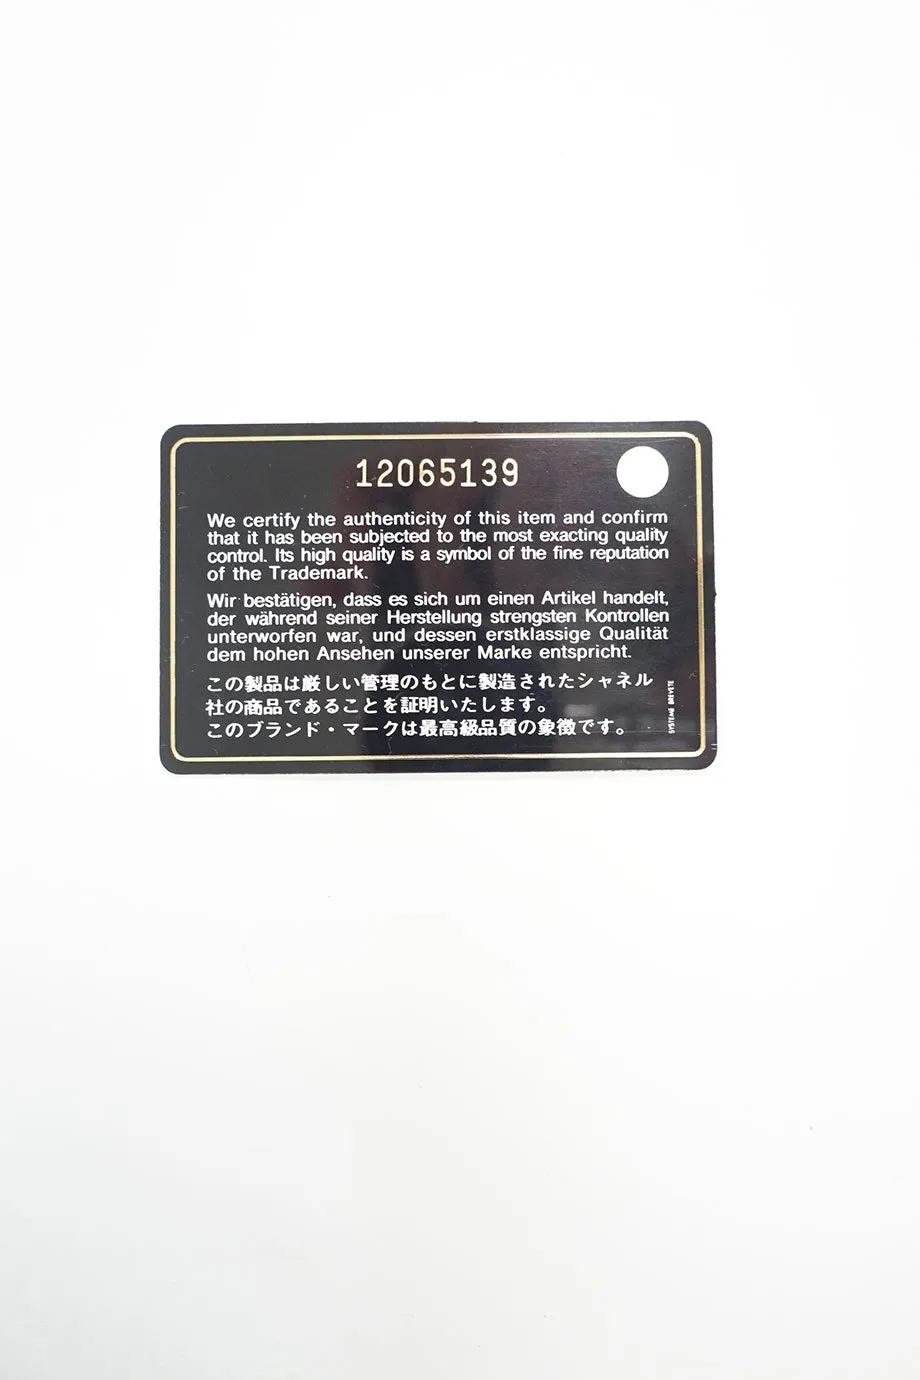 12065139
We certify the authenticity of this item and confirm
that it has been subjected to the most exacting quality
control. Its high quality is a symbol of the fine reputation
of the Trademark.
Wir bestätigen, dass es sich um einen Artikel handelt,
der während seiner Herstellung strengsten Kontrollen
unterworfen war, und dessen erstklassige Qualität
dem hohen Ansehen unserer Marke entspricht.
この製品は厳しい管理のもとに製造されたシャネル
社の商品であることを証明いたします。
このブランド・マークは最高級品質の象徴です。
SYSTEME BREVETE